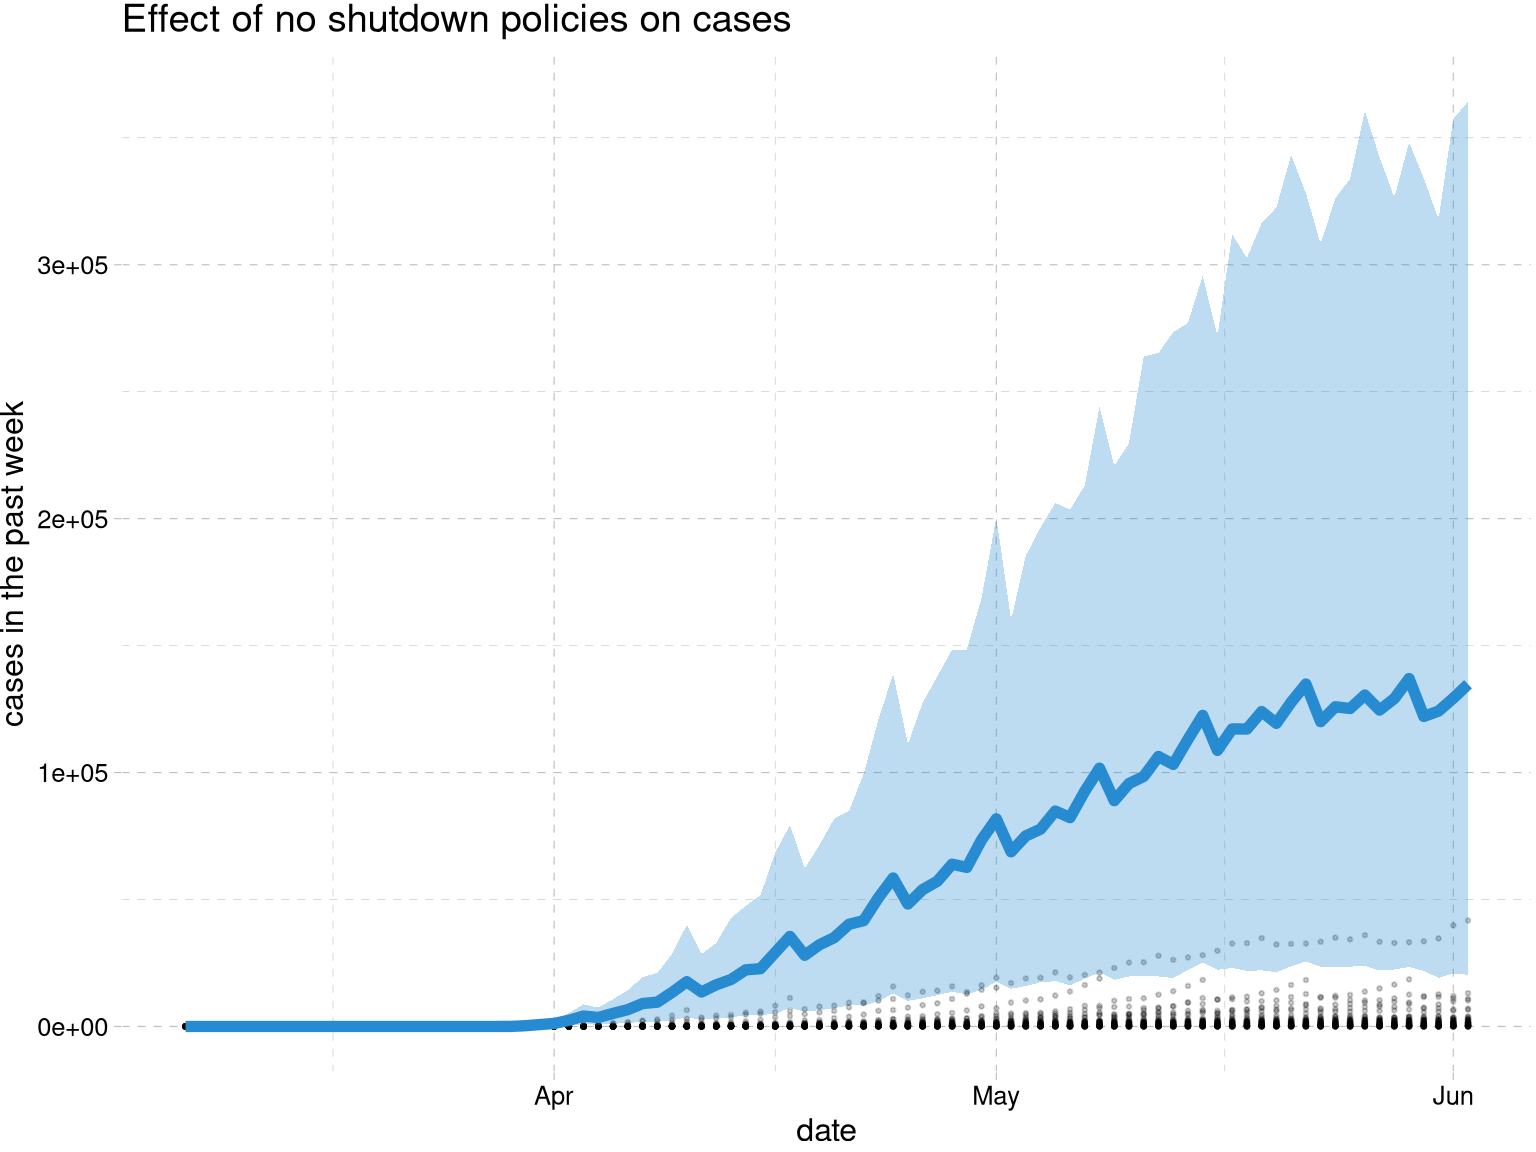 Effect of no shutdown policies on cases
cases in the past week
3e+05
2e+05
1e+05
0e+00
Apr
May
Jun
date